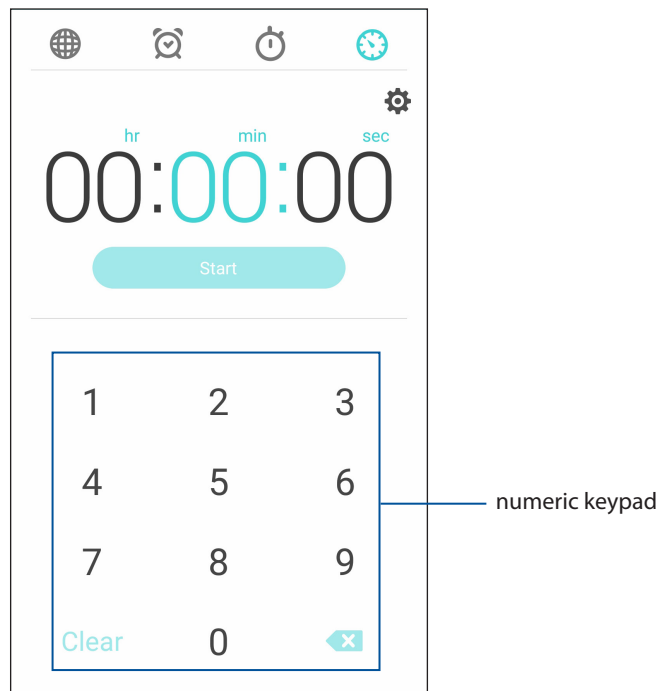 hr min sec
00:00:00
Start
1 2 3
4 5 6
numeric keypad
7 8 9
Clear 0